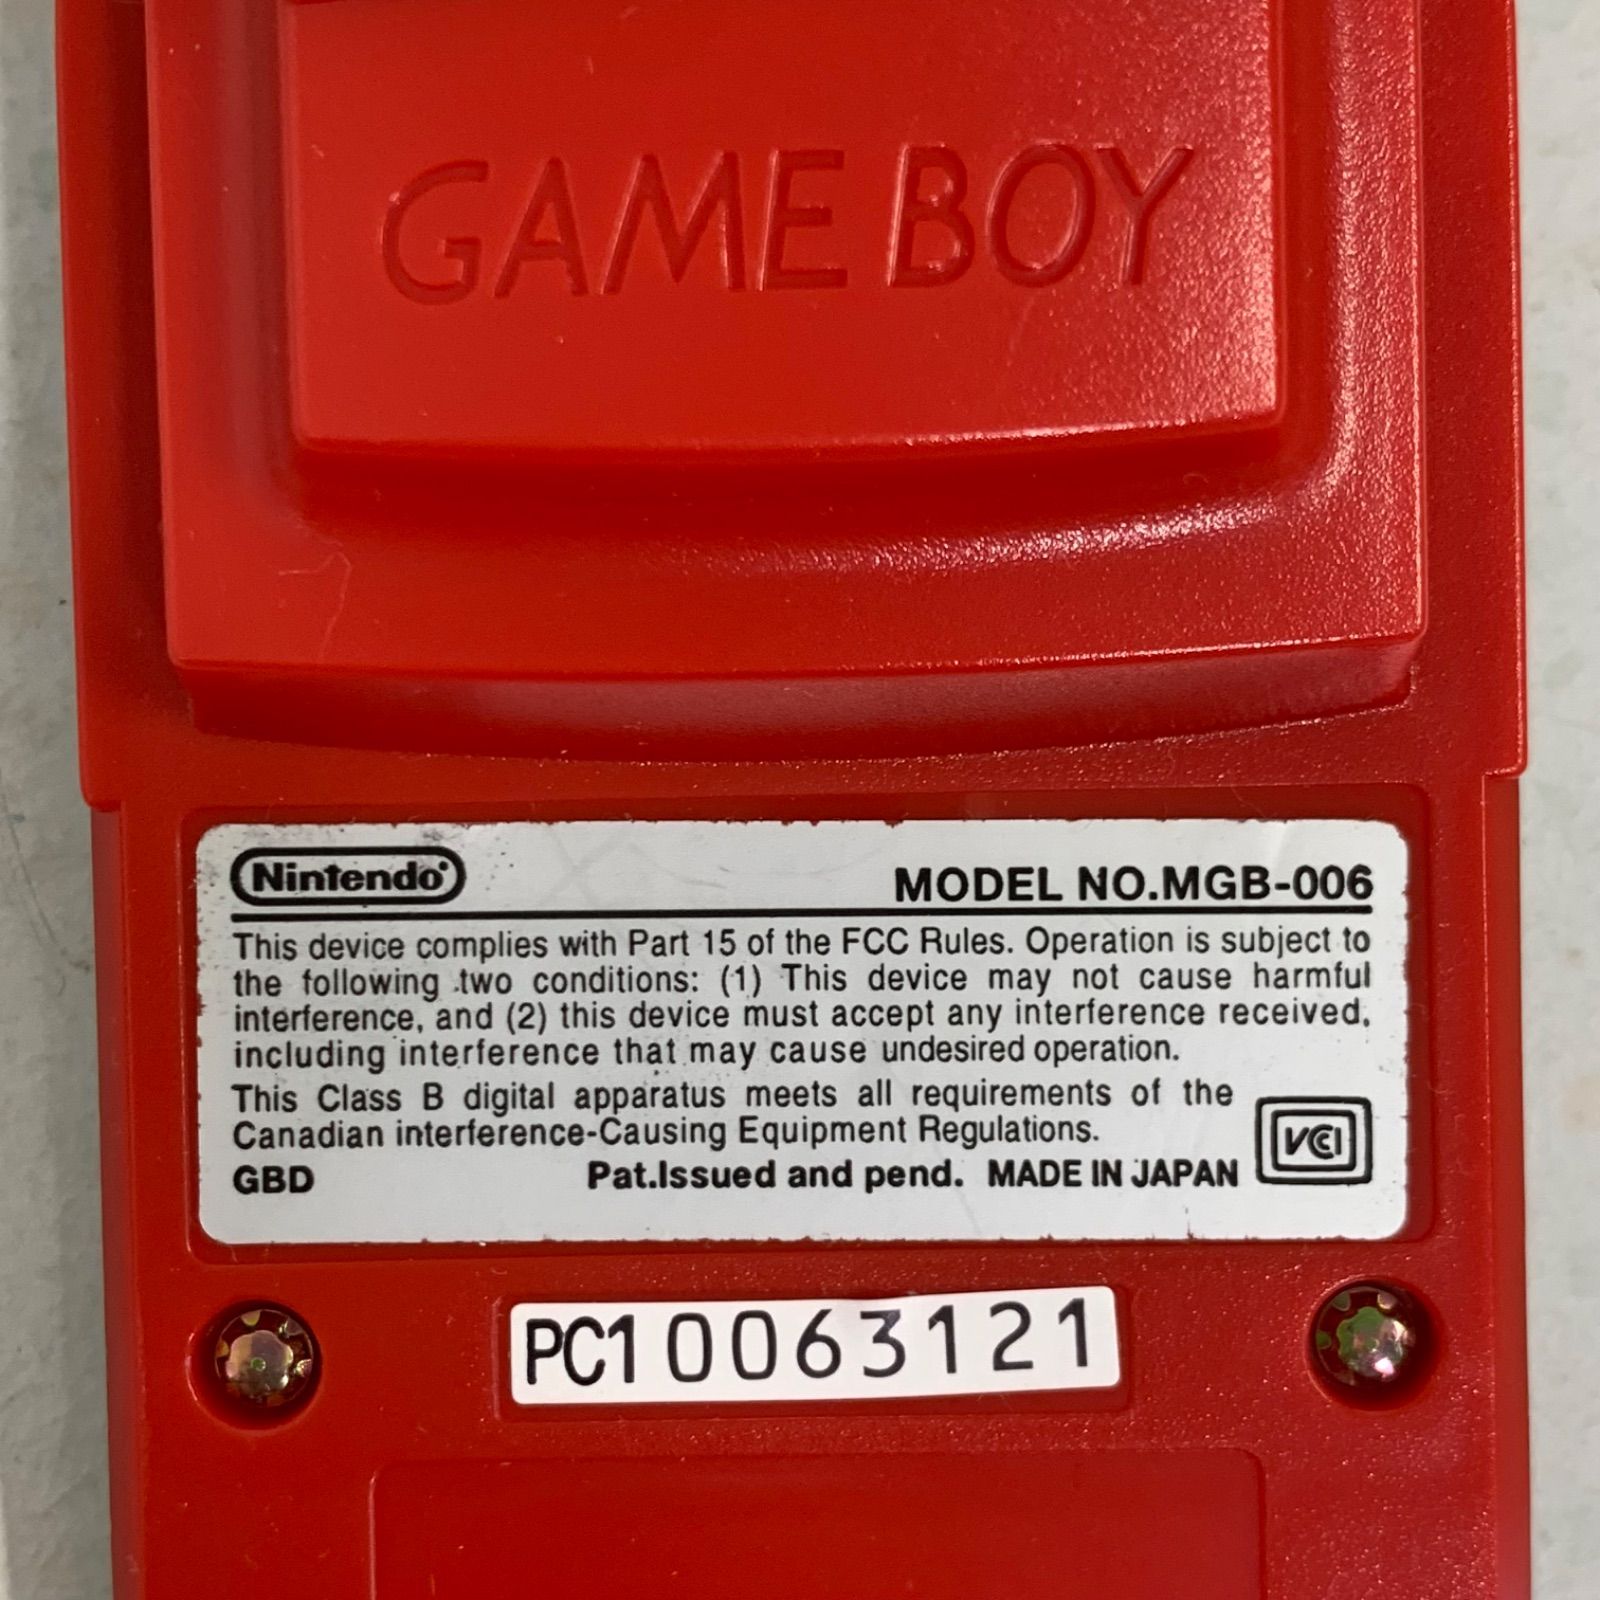 GAME BOY
Nintendo
MODEL NO.MGB-006
This device complies with Part 15 of the FCC Rules. Operation is subject to
the following two conditions: (1) This device may not cause harmful
interference, and (2) this device must accept any interference received,
including interference that may cause undesired operation.
This Class B digital apparatus meets all requirements of the
Canadian interference-Causing Equipment Regulations.
VCI
GBD Pat.Issued and pend. MADE IN JAPAN
PC10063121